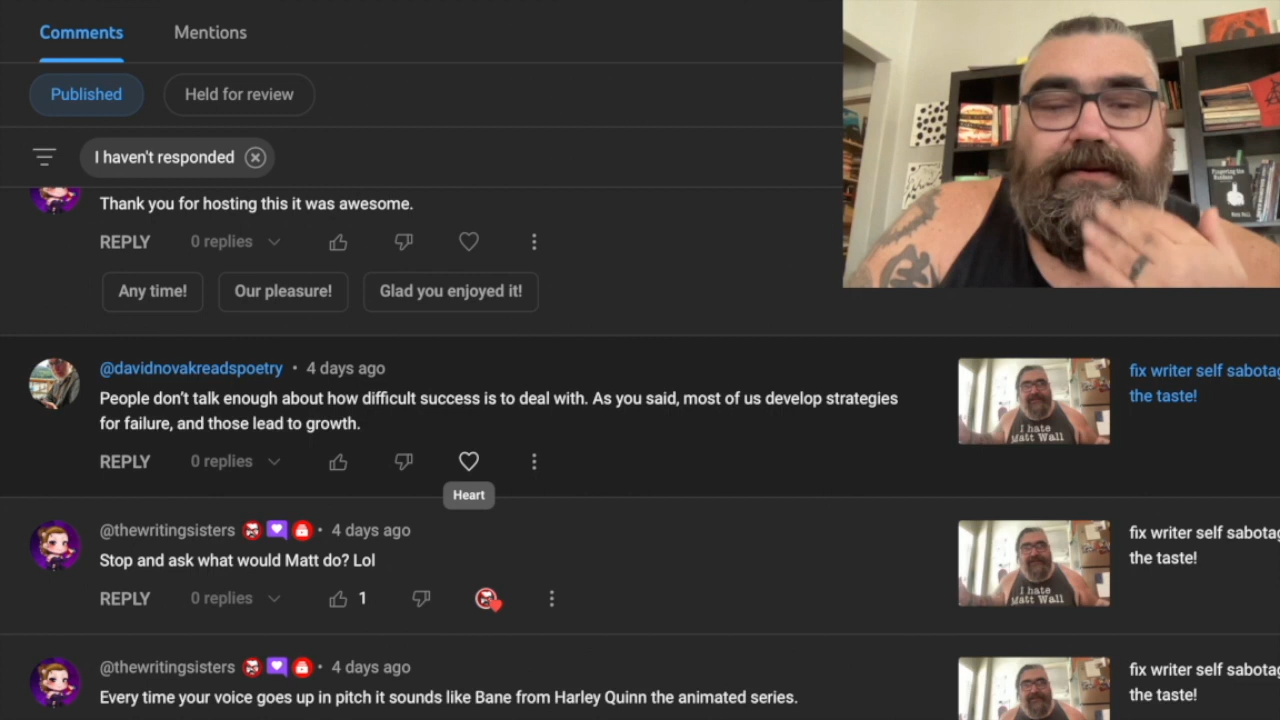 Comments
Mentions
Published
Held for review
I haven't responded
Thank you for hosting this it was awesome.
REPLY 0 replies
Any time! Our pleasure! Glad you enjoyed it!
@davidnovakreadspoetry • 4 days ago
People don't talk enough about how difficult success is to deal with. As you said, most of us develop strategies
for failure, and those lead to growth.
REPLY 0 replies
Heart
fix writer self sabotag
the taste!
I hate
Matt Wall
@thewritingsisters • 4 days ago
Stop and ask what would Matt do? Lol
REPLY 0 replies 1
fix writer self sabotag
the taste!
I hate
Matt Wall
@thewritingsisters • 4 days ago
Every time your voice goes up in pitch it sounds like Bane from Harley Quinn the animated series.
fix writer self sabotag
the taste!
I hate